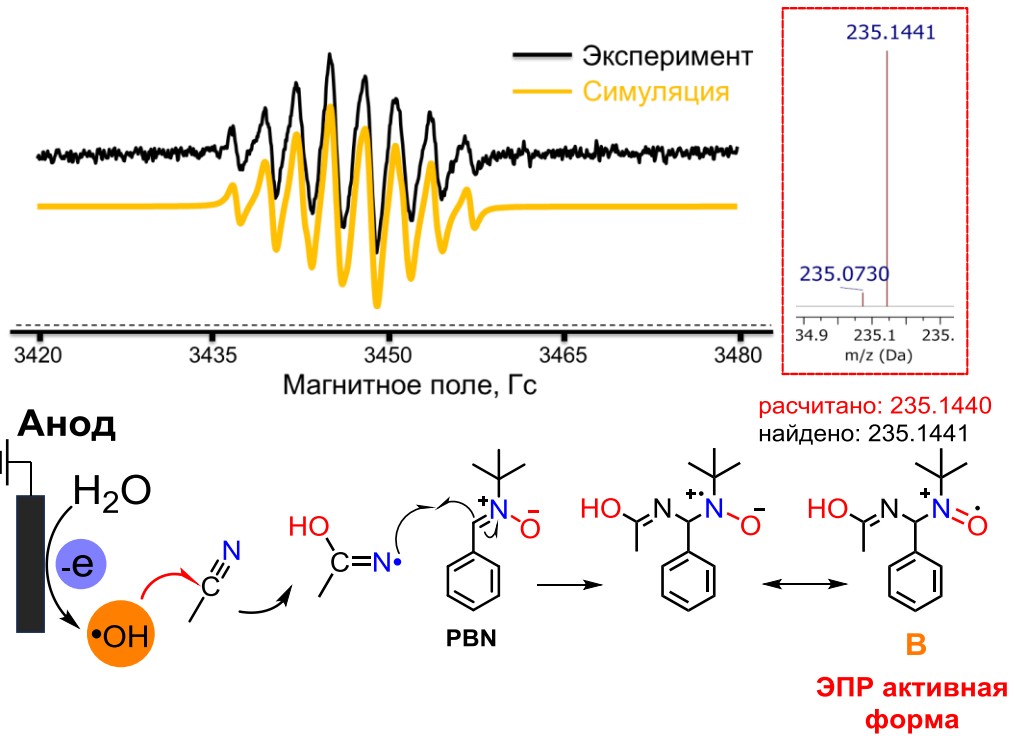 Эксперимент
Симуляция
235.1441
235.0730
34.9 235.1 235.
m/z (Da)
3420 3435 3450 3465 3480
Магнитное поле, Гс
расчитано: 235.1440
найдено: 235.1441
Анод
H₂O
-e
•OH
N
C
HO
C
N•
+
N
O
−
PBN
HO
N
+•
N
O
−
HO
N
+
N
O
•
B
ЭПР активная
форма